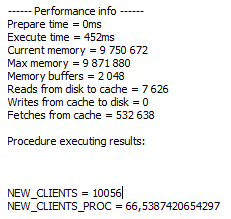 ------ Performance info ------
Prepare time = 0ms
Execute time = 452ms
Current memory = 9 750 672
Max memory = 9 871 880
Memory buffers = 2 048
Reads from disk to cache = 7 626
Writes from cache to disk = 0
Fetches from cache = 532 638
Procedure executing results:
NEW_CLIENTS = 10056
NEW_CLIENTS_PROC = 66,5387420654297